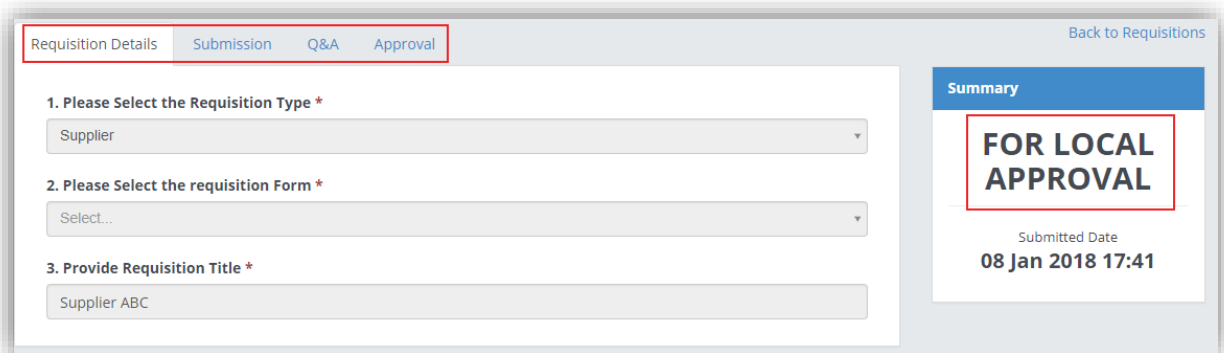 Requisition Details Submission Q&A Approval
Back to Requisitions
1. Please Select the Requisition Type *
Supplier
2. Please Select the requisition Form *
Select...
3. Provide Requisition Title *
Supplier ABC
Summary
FOR LOCAL
APPROVAL
Submitted Date
08 Jan 2018 17:41